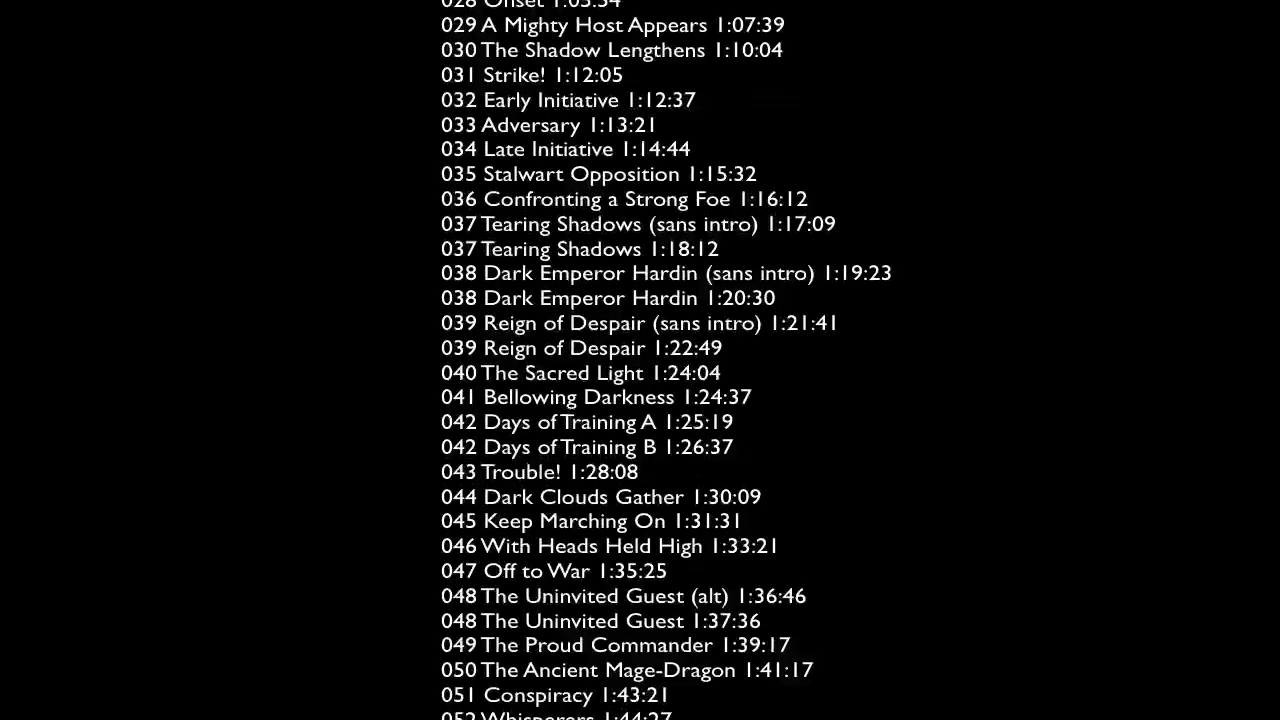 028 Onset 1:05:54
029 A Mighty Host Appears 1:07:39
030 The Shadow Lengthens 1:10:04
031 Strike! 1:12:05
032 Early Initiative 1:12:37
033 Adversary 1:13:21
034 Late Initiative 1:14:44
035 Stalwart Opposition 1:15:32
036 Confronting a Strong Foe 1:16:12
037 Tearing Shadows (sans intro) 1:17:09
037 Tearing Shadows 1:18:12
038 Dark Emperor Hardin (sans intro) 1:19:23
038 Dark Emperor Hardin 1:20:30
039 Reign of Despair (sans intro) 1:21:41
039 Reign of Despair 1:22:49
040 The Sacred Light 1:24:04
041 Bellowing Darkness 1:24:37
042 Days of Training A 1:25:19
042 Days of Training B 1:26:37
043 Trouble! 1:28:08
044 Dark Clouds Gather 1:30:09
045 Keep Marching On 1:31:31
046 With Heads Held High 1:33:21
047 Off to War 1:35:25
048 The Uninvited Guest (alt) 1:36:46
048 The Uninvited Guest 1:37:36
049 The Proud Commander 1:39:17
050 The Ancient Mage-Dragon 1:41:17
051 Conspiracy 1:43:21
052 Whisperers 1:44:27